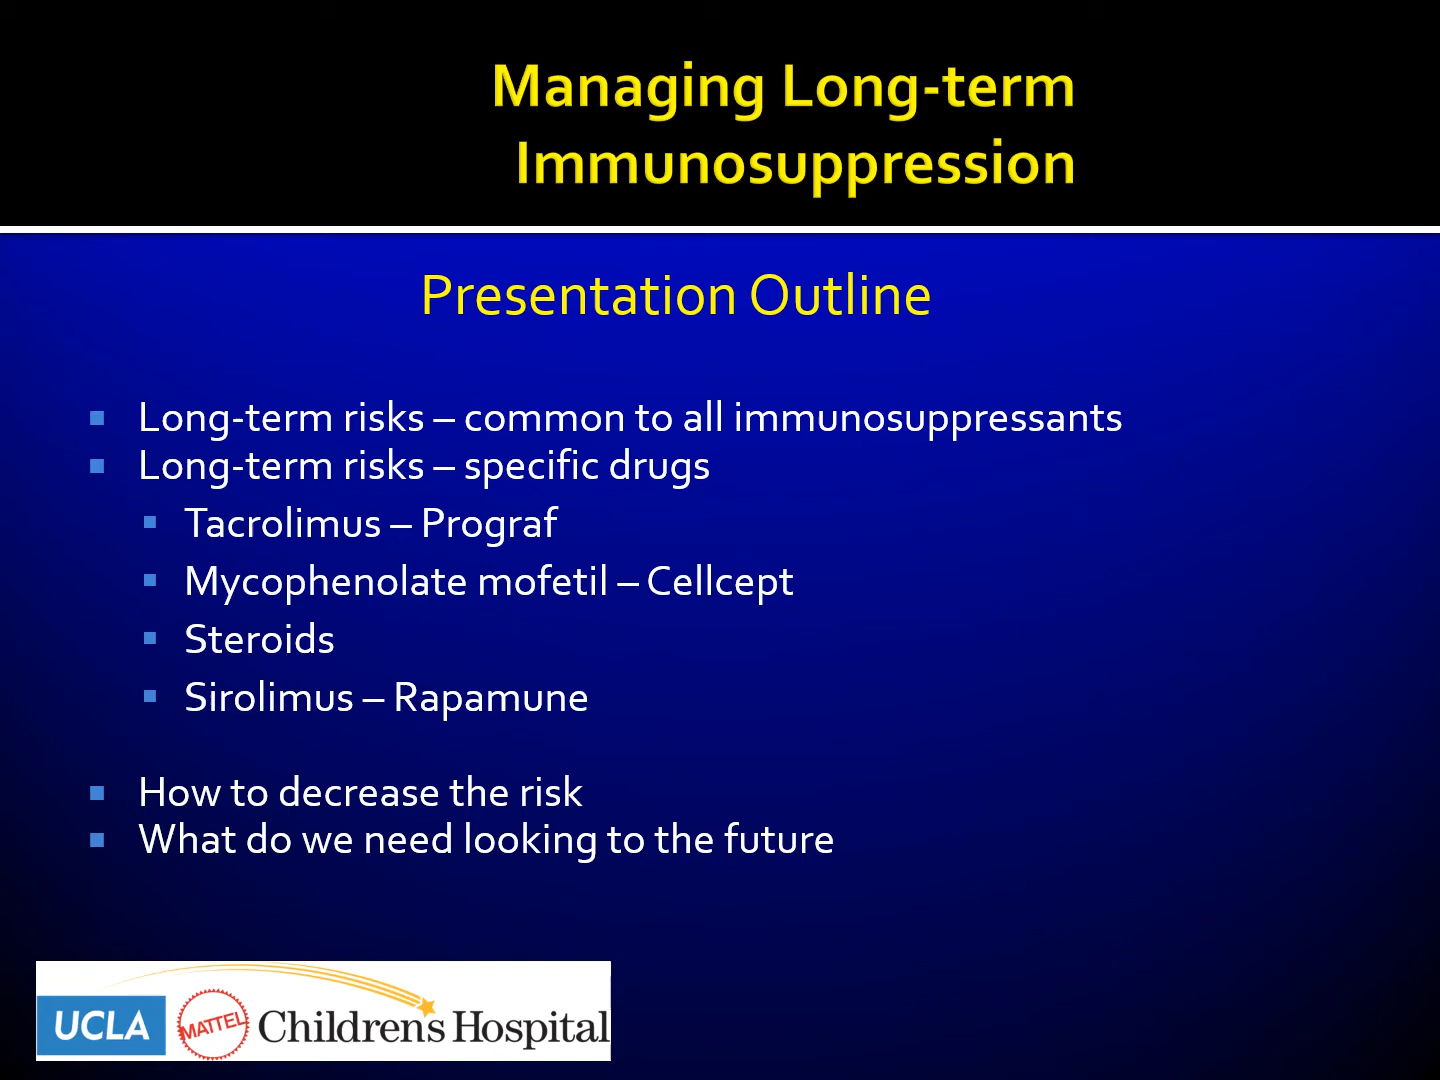 Managing Long-term
Immunosuppression
Presentation Outline
Long-term risks – common to all immunosuppressants
Long-term risks – specific drugs
Tacrolimus – Prograf
Mycophenolate mofetil – Cellcept
Steroids
Sirolimus – Rapamune
How to decrease the risk
What do we need looking to the future
UCLA MATTEL Children's Hospital